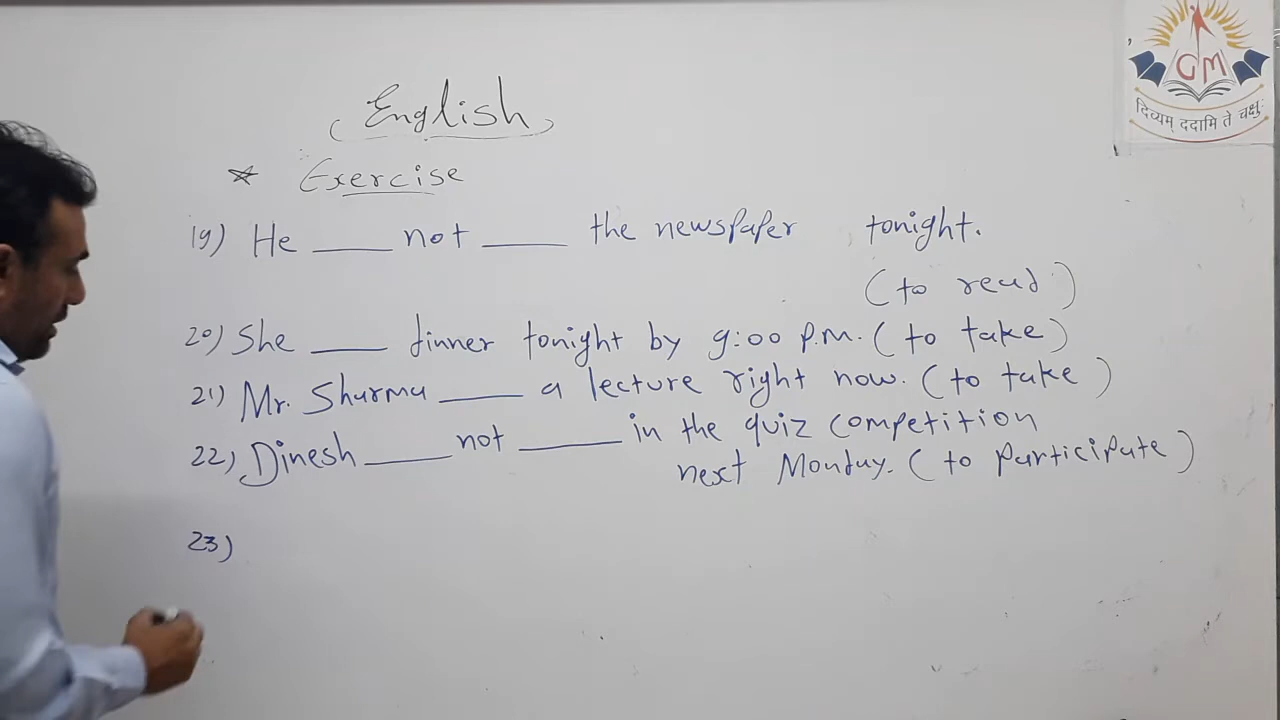 GM
दिव्यम् ददामि ते चक्षुः
(English)
* Exercise
19) He ____ not ____ the newspaper tonight.
(to read)
20) She ____ dinner tonight by 9:00 P.M. (to take)
21) Mr. Sharma ____ a lecture right now. (to take)
22) Dinesh ____ not ____ in the quiz competition
next Monday. (to participate)
23)